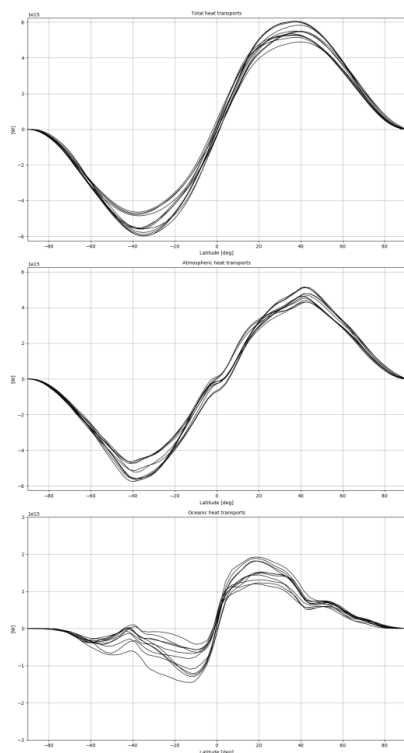 Total heat transports
1e15
6
4
2
0
−2
−4
−6
[W]
−80 −60 −40 −20 0 20 40 60 80
Latitude [deg]
Atmospheric heat transports
1e15
6
4
2
0
−2
−4
−6
[W]
−80 −60 −40 −20 0 20 40 60 80
Latitude [deg]
Oceanic heat transports
1e15
3
2
1
0
−1
−2
−3
[W]
−80 −60 −40 −20 0 20 40 60 80
Latitude [deg]